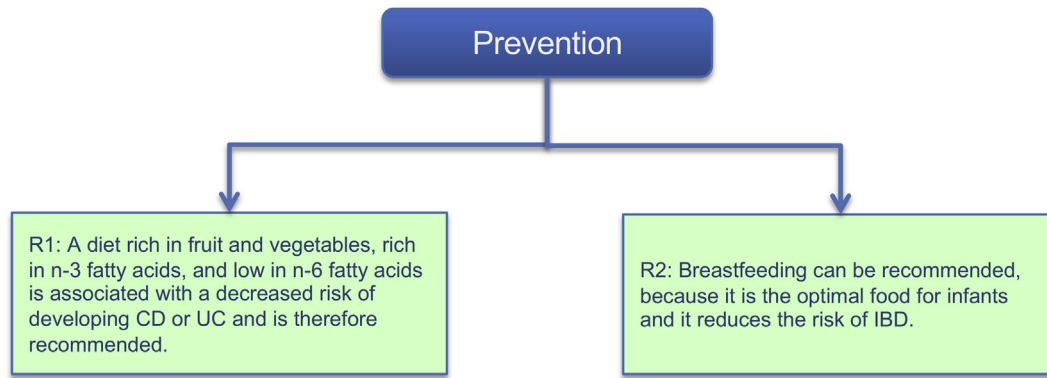 Prevention
R1: A diet rich in fruit and vegetables, rich
in n-3 fatty acids, and low in n-6 fatty acids
is associated with a decreased risk of
developing CD or UC and is therefore
recommended.
R2: Breastfeeding can be recommended,
because it is the optimal food for infants
and it reduces the risk of IBD.